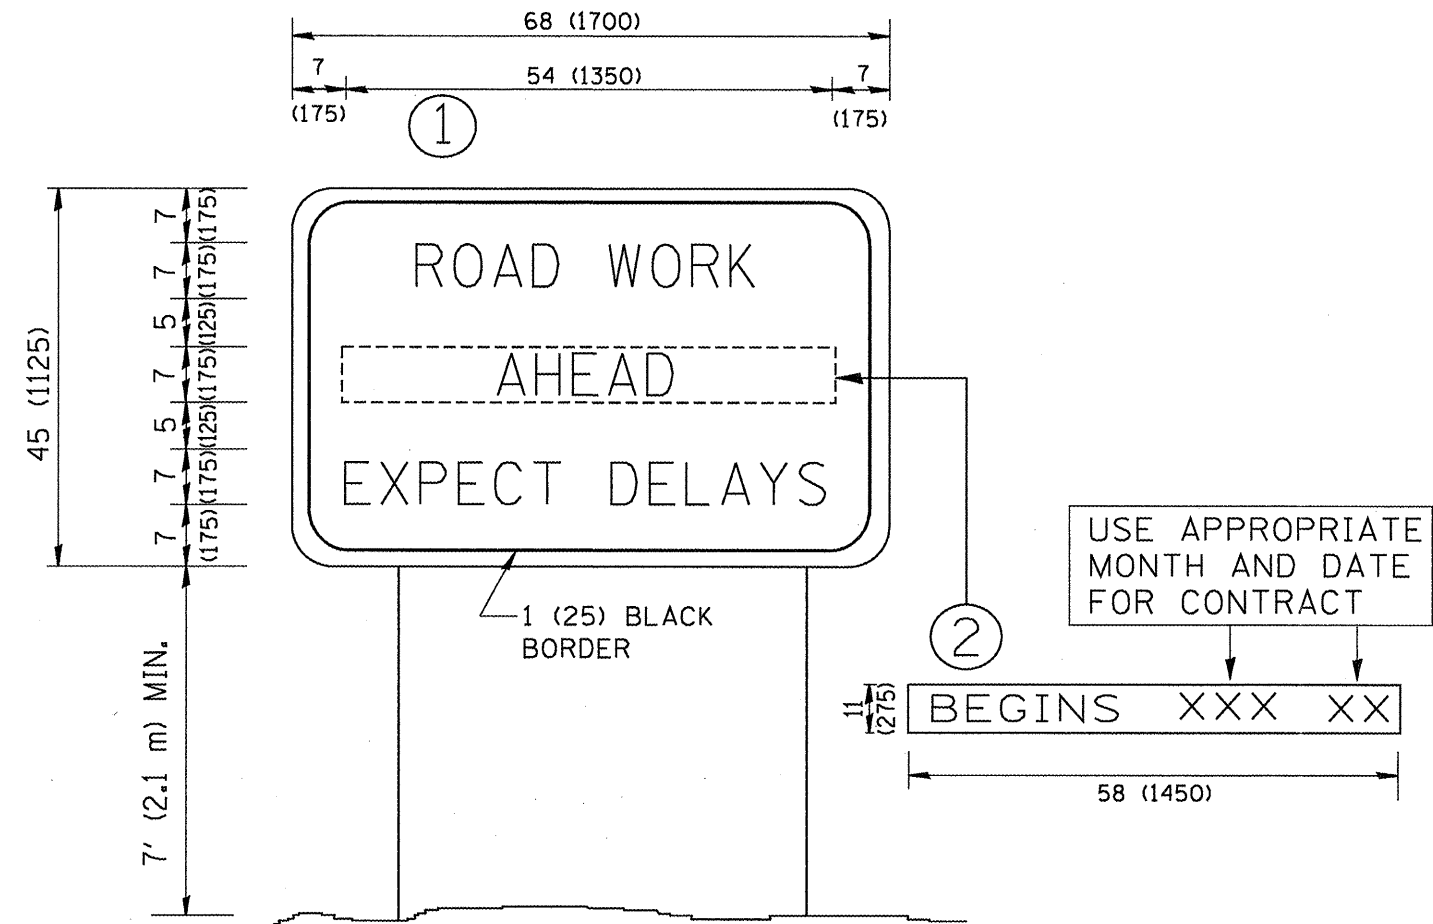 68 (1700)
7
54 (1350)
7
(175)
(175)
1
45 (1125)
7
(175)
7
(175)
5
(125)
7
(175)
5
(125)
7
(175)
7
(175)
ROAD WORK
AHEAD
EXPECT DELAYS
1 (25) BLACK
BORDER
7' (2.1 m) MIN.
USE APPROPRIATE
MONTH AND DATE
FOR CONTRACT
2
11
(275)
BEGINS XXX XX
58 (1450)